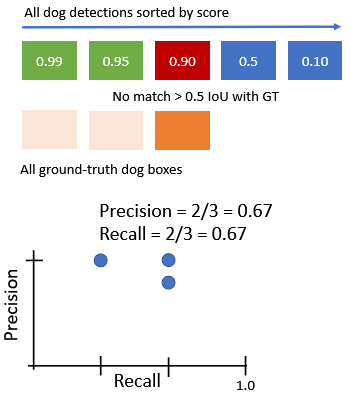 All dog detections sorted by score
0.99 0.95 0.90 0.5 0.10
No match > 0.5 IoU with GT
All ground-truth dog boxes
Precision = 2/3 = 0.67
Recall = 2/3 = 0.67
Precision
Recall
1.0